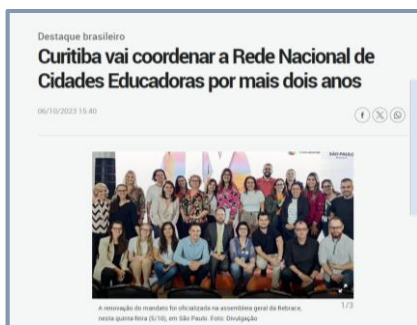 Destaque brasileiro
Curitiba vai coordenar a Rede Nacional de
Cidades Educadoras por mais dois anos
06/10/2023 15:40
SÃO PAULO
1/3
A renovação do mandato foi oficializada na assembleia geral da Rebrace,
nesta quinta-feira (5/10), em São Paulo. Foto: Divulgação